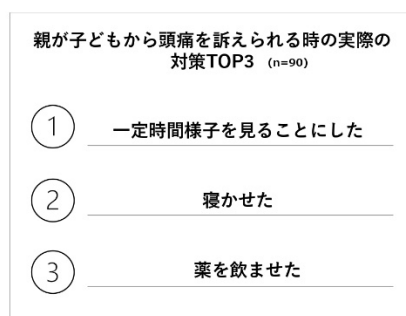 親が子どもから頭痛を訴えられる時の実際の
対策TOP3 (n=90)
① 一定時間様子を見ることにした
② 寝かせた
③ 薬を飲ませた